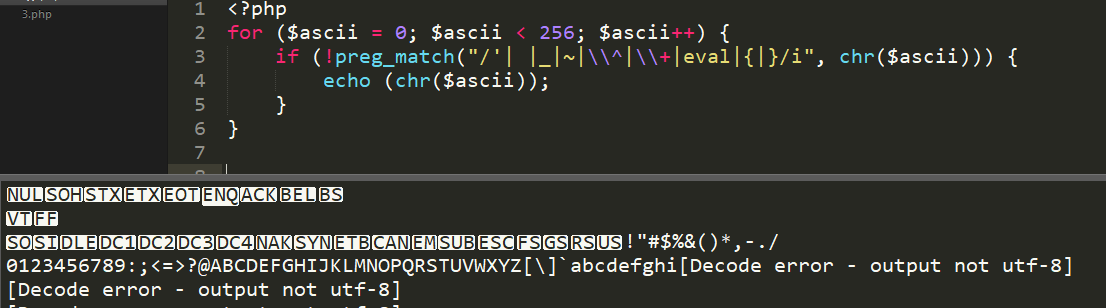 3.php
1 <?php
2 for ($ascii = 0; $ascii < 256; $ascii++) {
3     if (!preg_match("/'| |_|~|\\^|\\+|eval|{|}/i", chr($ascii))) {
4         echo (chr($ascii));
5     }
6 }
7
NULSOHSTXETXEOTENQACKBELBS
VTFF
SOSIDLEDC1DC2DC3DC4NAKSYNETBCANEMSUBESCFSGSRSUS!"#$%&()*,-./
0123456789:;<=>?@ABCDEFGHIJKLMNOPQRSTUVWXYZ[\]`abcdefghi[Decode error - output not utf-8]
[Decode error - output not utf-8]